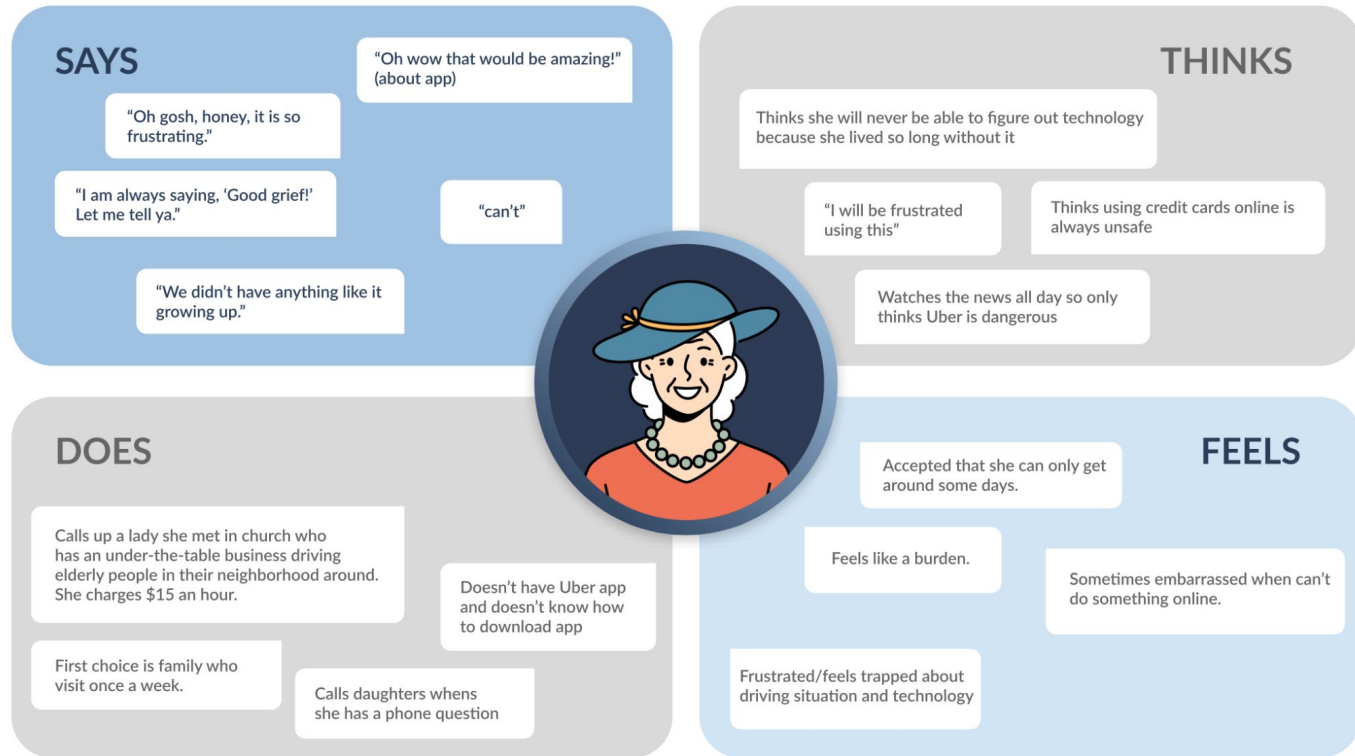 SAYS
“Oh wow that would be amazing!”
(about app)
“Oh gosh, honey, it is so
frustrating.”
“I am always saying, ‘Good grief!’
Let me tell ya.”
“can’t”
“We didn’t have anything like it
growing up.”
THINKS
Thinks she will never be able to figure out technology
because she lived so long without it
“I will be frustrated
using this”
Thinks using credit cards online is
always unsafe
Watches the news all day so only
thinks Uber is dangerous
DOES
Calls up a lady she met in church who
has an under-the-table business driving
elderly people in their neighborhood around.
She charges $15 an hour.
Doesn’t have Uber app
and doesn’t know how
to download app
First choice is family who
visit once a week.
Calls daughters whens
she has a phone question
FEELS
Accepted that she can only get
around some days.
Feels like a burden.
Sometimes embarrassed when can’t
do something online.
Frustrated/feels trapped about
driving situation and technology